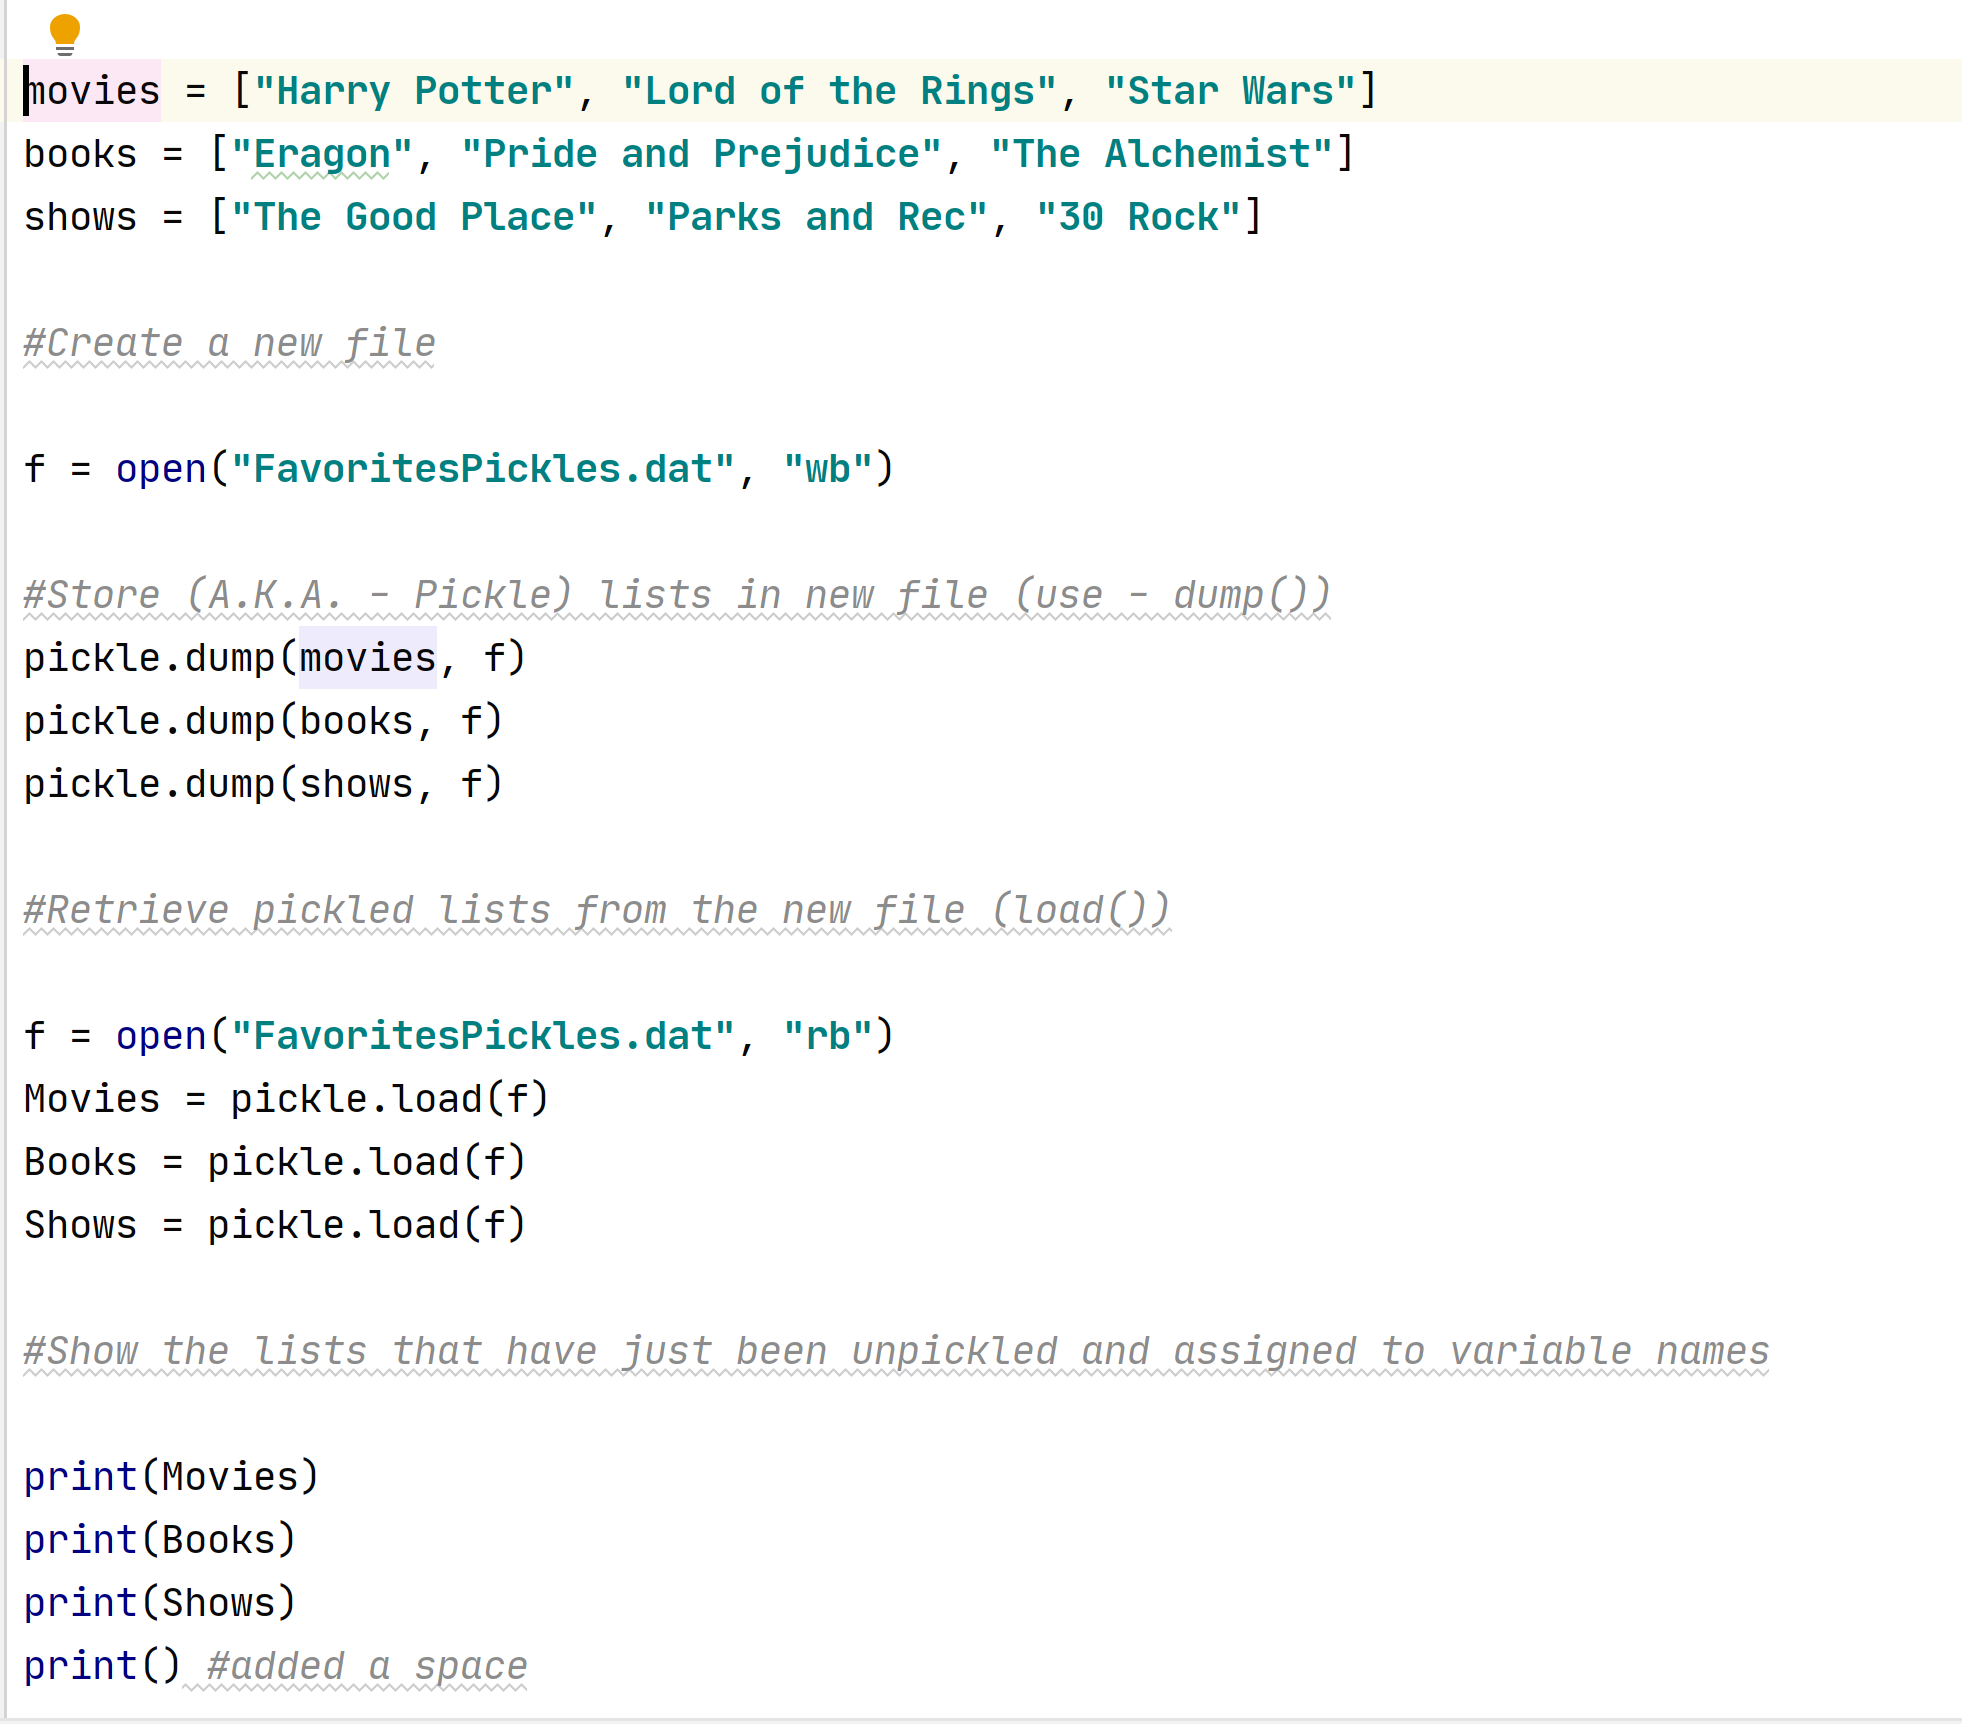 movies = ["Harry Potter", "Lord of the Rings", "Star Wars"]
books = ["Eragon", "Pride and Prejudice", "The Alchemist"]
shows = ["The Good Place", "Parks and Rec", "30 Rock"]
#Create a new file
f = open("FavoritesPickles.dat", "wb")
#Store (A.K.A. - Pickle) lists in new file (use - dump())
pickle.dump(movies, f)
pickle.dump(books, f)
pickle.dump(shows, f)
#Retrieve pickled lists from the new file (load())
f = open("FavoritesPickles.dat", "rb")
Movies = pickle.load(f)
Books = pickle.load(f)
Shows = pickle.load(f)
#Show the lists that have just been unpickled and assigned to variable names
print(Movies)
print(Books)
print(Shows)
print() #added a space